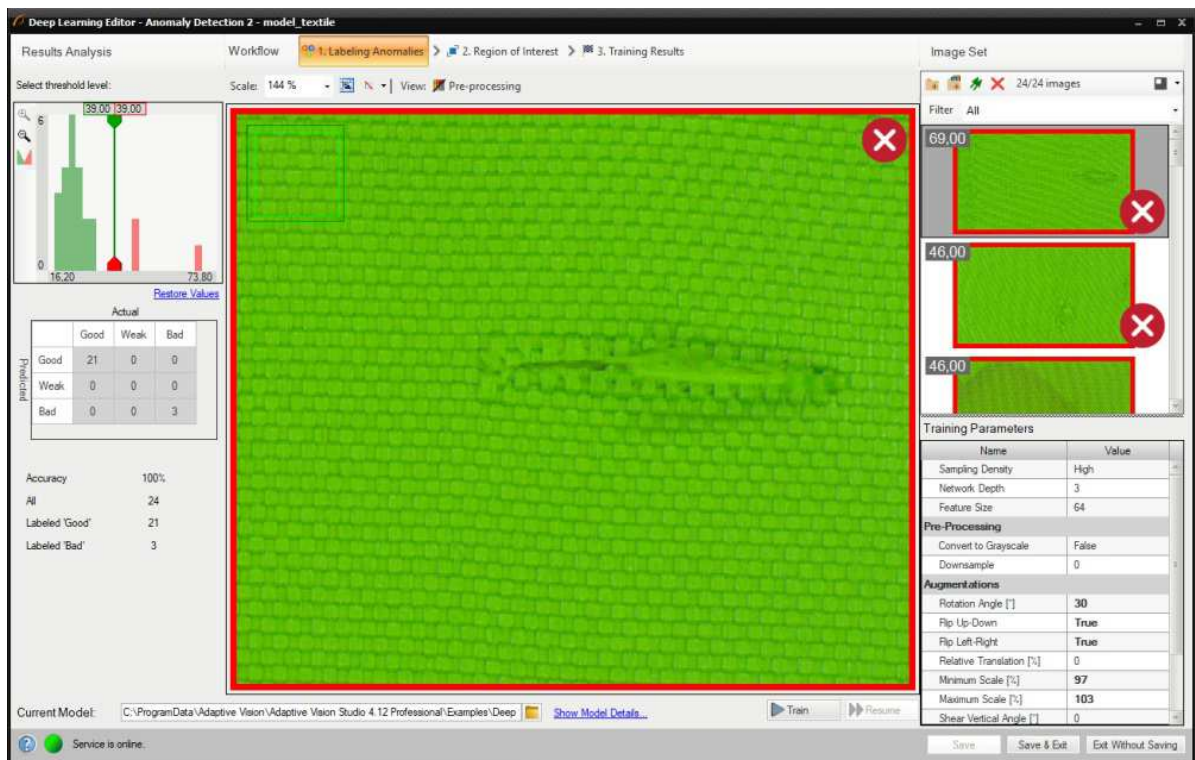 Deep Learning Editor - Anomaly Detection 2 - model_textile
Results Analysis
Workflow
1. Labeling Anomalies
2. Region of Interest
3. Training Results
Image Set
Select threshold level:
Scale: 144 %
View:
Pre-processing
24/24 images
Filter All
39,00 39,00
6
0
16,20 73,80
Restore Values
Actual
Good Weak Bad
Predicted
Good 21 0 0
Weak 0 0 0
Bad 0 0 3
Accuracy 100%
All 24
Labeled 'Good' 21
Labeled 'Bad' 3
69,00
46,00
46,00
Training Parameters
Name Value
Sampling Density High
Network Depth 3
Feature Size 64
Pre-Processing
Convert to Grayscale False
Downsample 0
Augmentations
Rotation Angle [°] 30
Flip Up-Down True
Flip Left-Right True
Relative Translation [%] 0
Minimum Scale [%] 97
Maximum Scale [%] 103
Shear Vertical Angle [°] 0
Current Model: C:\ProgramData\Adaptive Vision\Adaptive Vision Studio 4.12 Professional\Examples\Deep
Show Model Details...
Train
Resume
Service is online.
Save
Save & Exit
Exit Without Saving